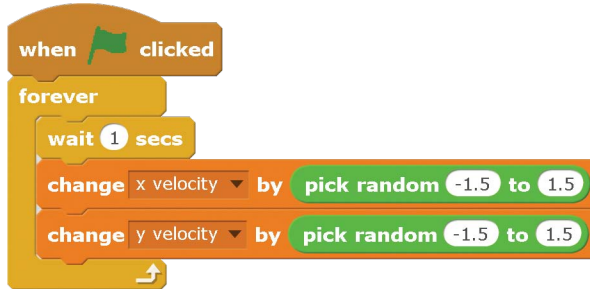 when clicked
forever
wait 1 secs
change x velocity by pick random -1.5 to 1.5
change y velocity by pick random -1.5 to 1.5